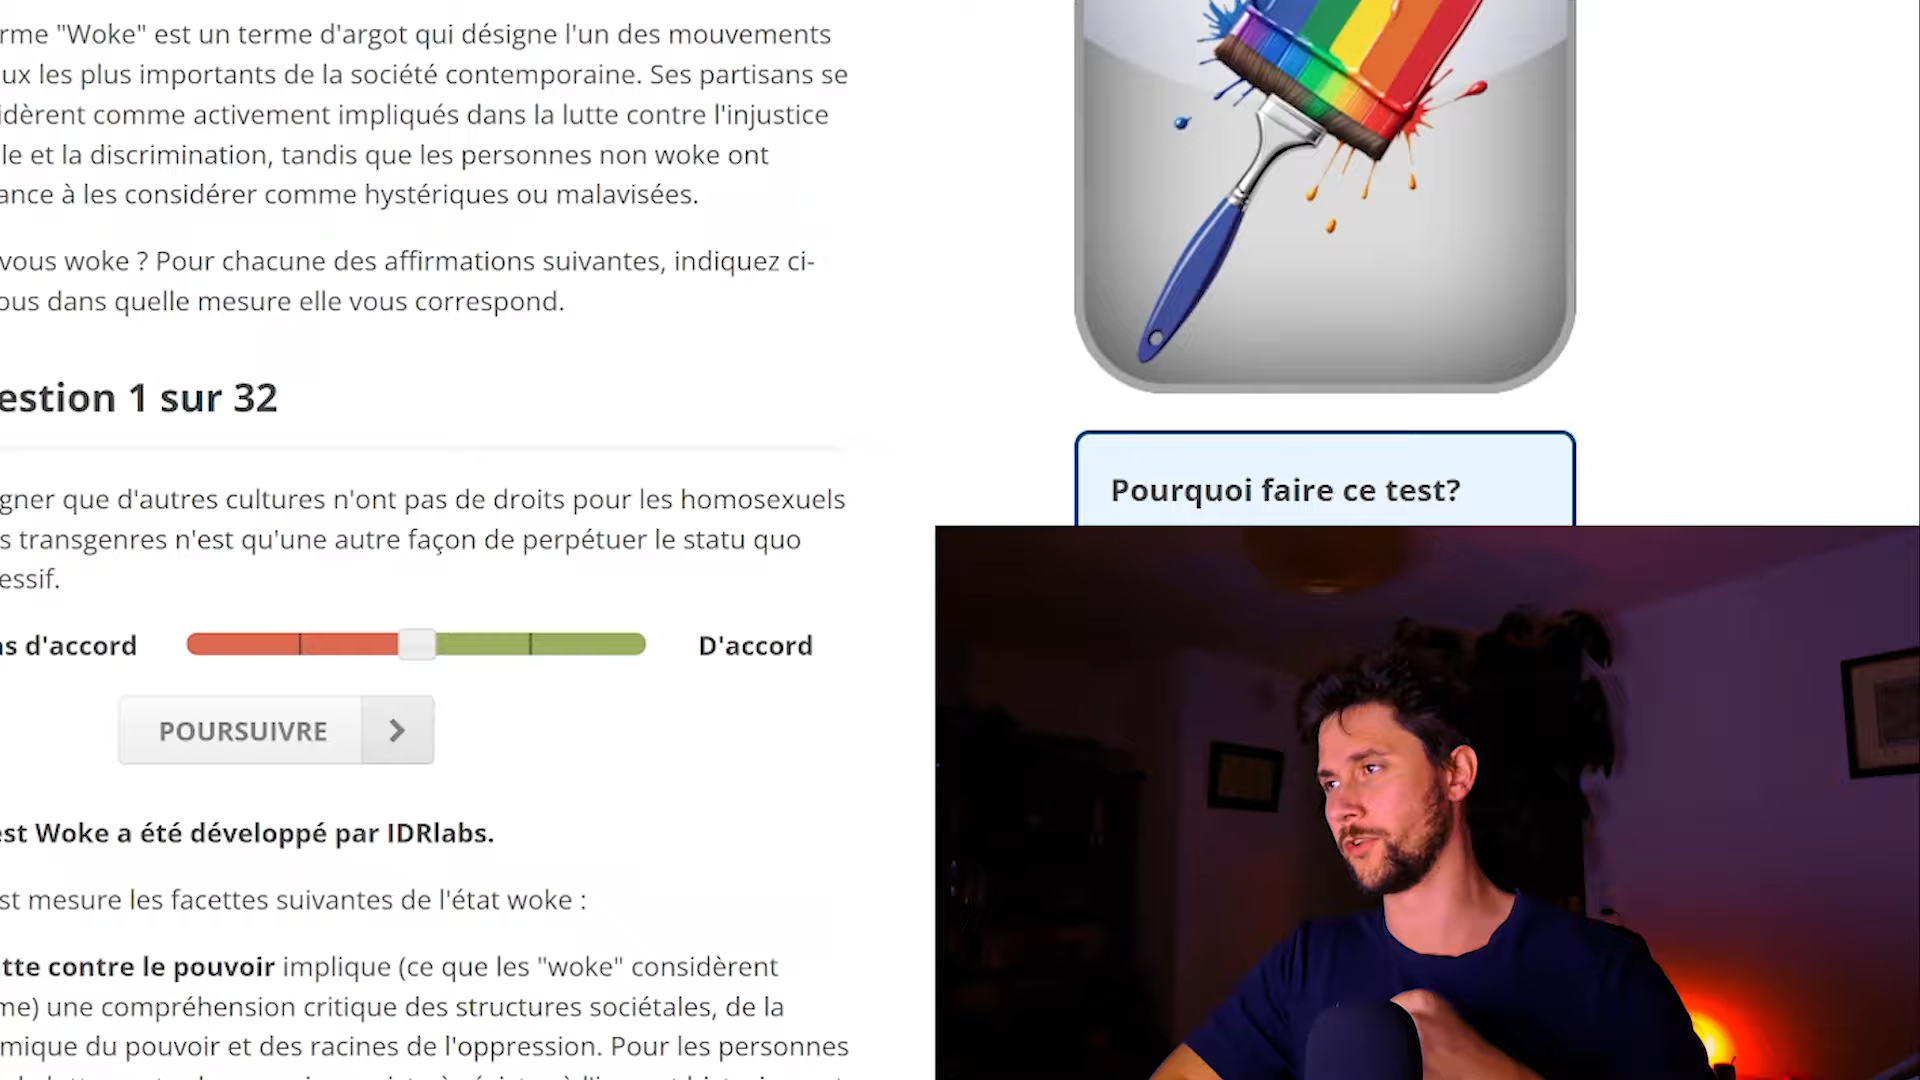 rme "Woke" est un terme d'argot qui désigne l'un des mouvements
ux les plus importants de la société contemporaine. Ses partisans se
idèrent comme activement impliqués dans la lutte contre l'injustice
le et la discrimination, tandis que les personnes non woke ont
ance à les considérer comme hystériques ou malavisées.
vous woke ? Pour chacune des affirmations suivantes, indiquez ci-
ous dans quelle mesure elle vous correspond.
estion 1 sur 32
gner que d'autres cultures n'ont pas de droits pour les homosexuels
s transgenres n'est qu'une autre façon de perpétuer le statu quo
essif.
s d'accord D'accord
POURSUIVRE
est Woke a été développé par IDRlabs.
st mesure les facettes suivantes de l'état woke :
tte contre le pouvoir implique (ce que les "woke" considèrent
me) une compréhension critique des structures sociétales, de la
mique du pouvoir et des racines de l'oppression. Pour les personnes
Pourquoi faire ce test?